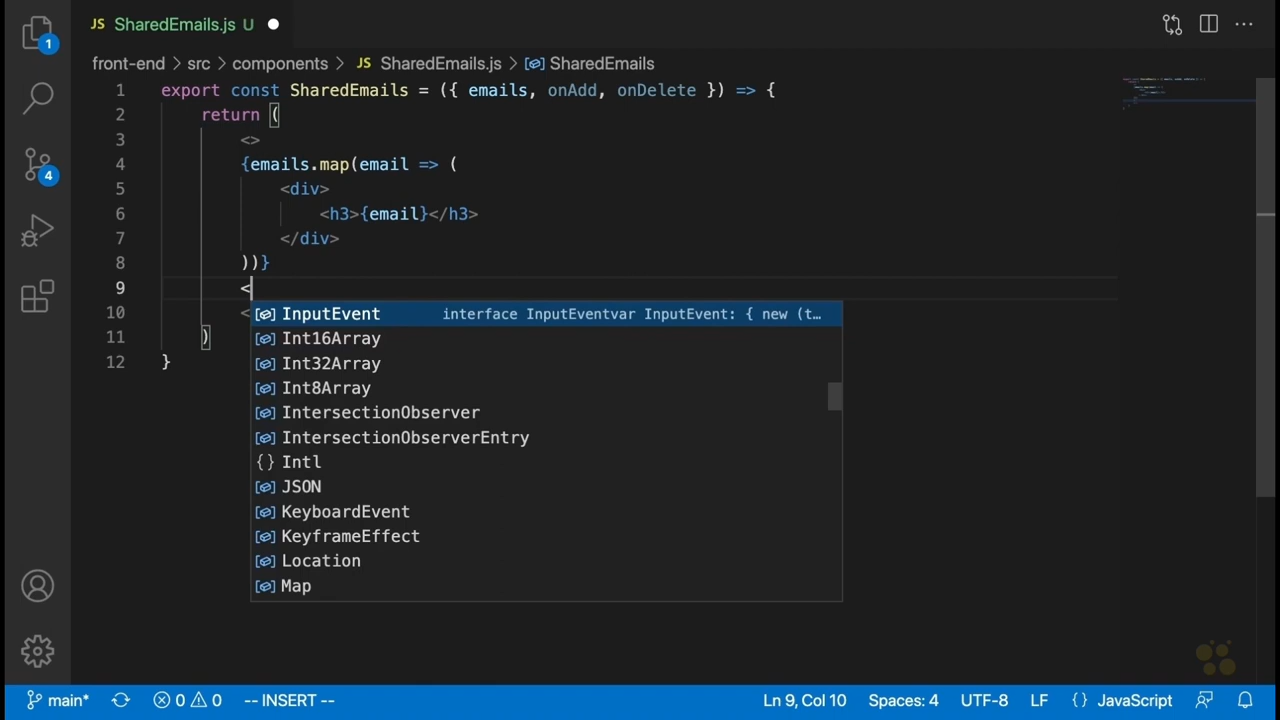 JS SharedEmails.js U
1
front-end > src > components > JS SharedEmails.js > SharedEmails
1 export const SharedEmails = ({ emails, onAdd, onDelete }) => {
2 return (
3 <>
4 {emails.map(email => (
4
5 <div>
6 <h3>{email}</h3>
7 </div>
8 ))}
9 <
10 <
InputEvent interface InputEventvar InputEvent: { new (t…
11 )
Int16Array
12 }
Int32Array
Int8Array
IntersectionObserver
IntersectionObserverEntry
{} Intl
JSON
KeyboardEvent
KeyframeEffect
Location
Map
main* 0 0 -- INSERT -- Ln 9, Col 10 Spaces: 4 UTF-8 LF {} JavaScript